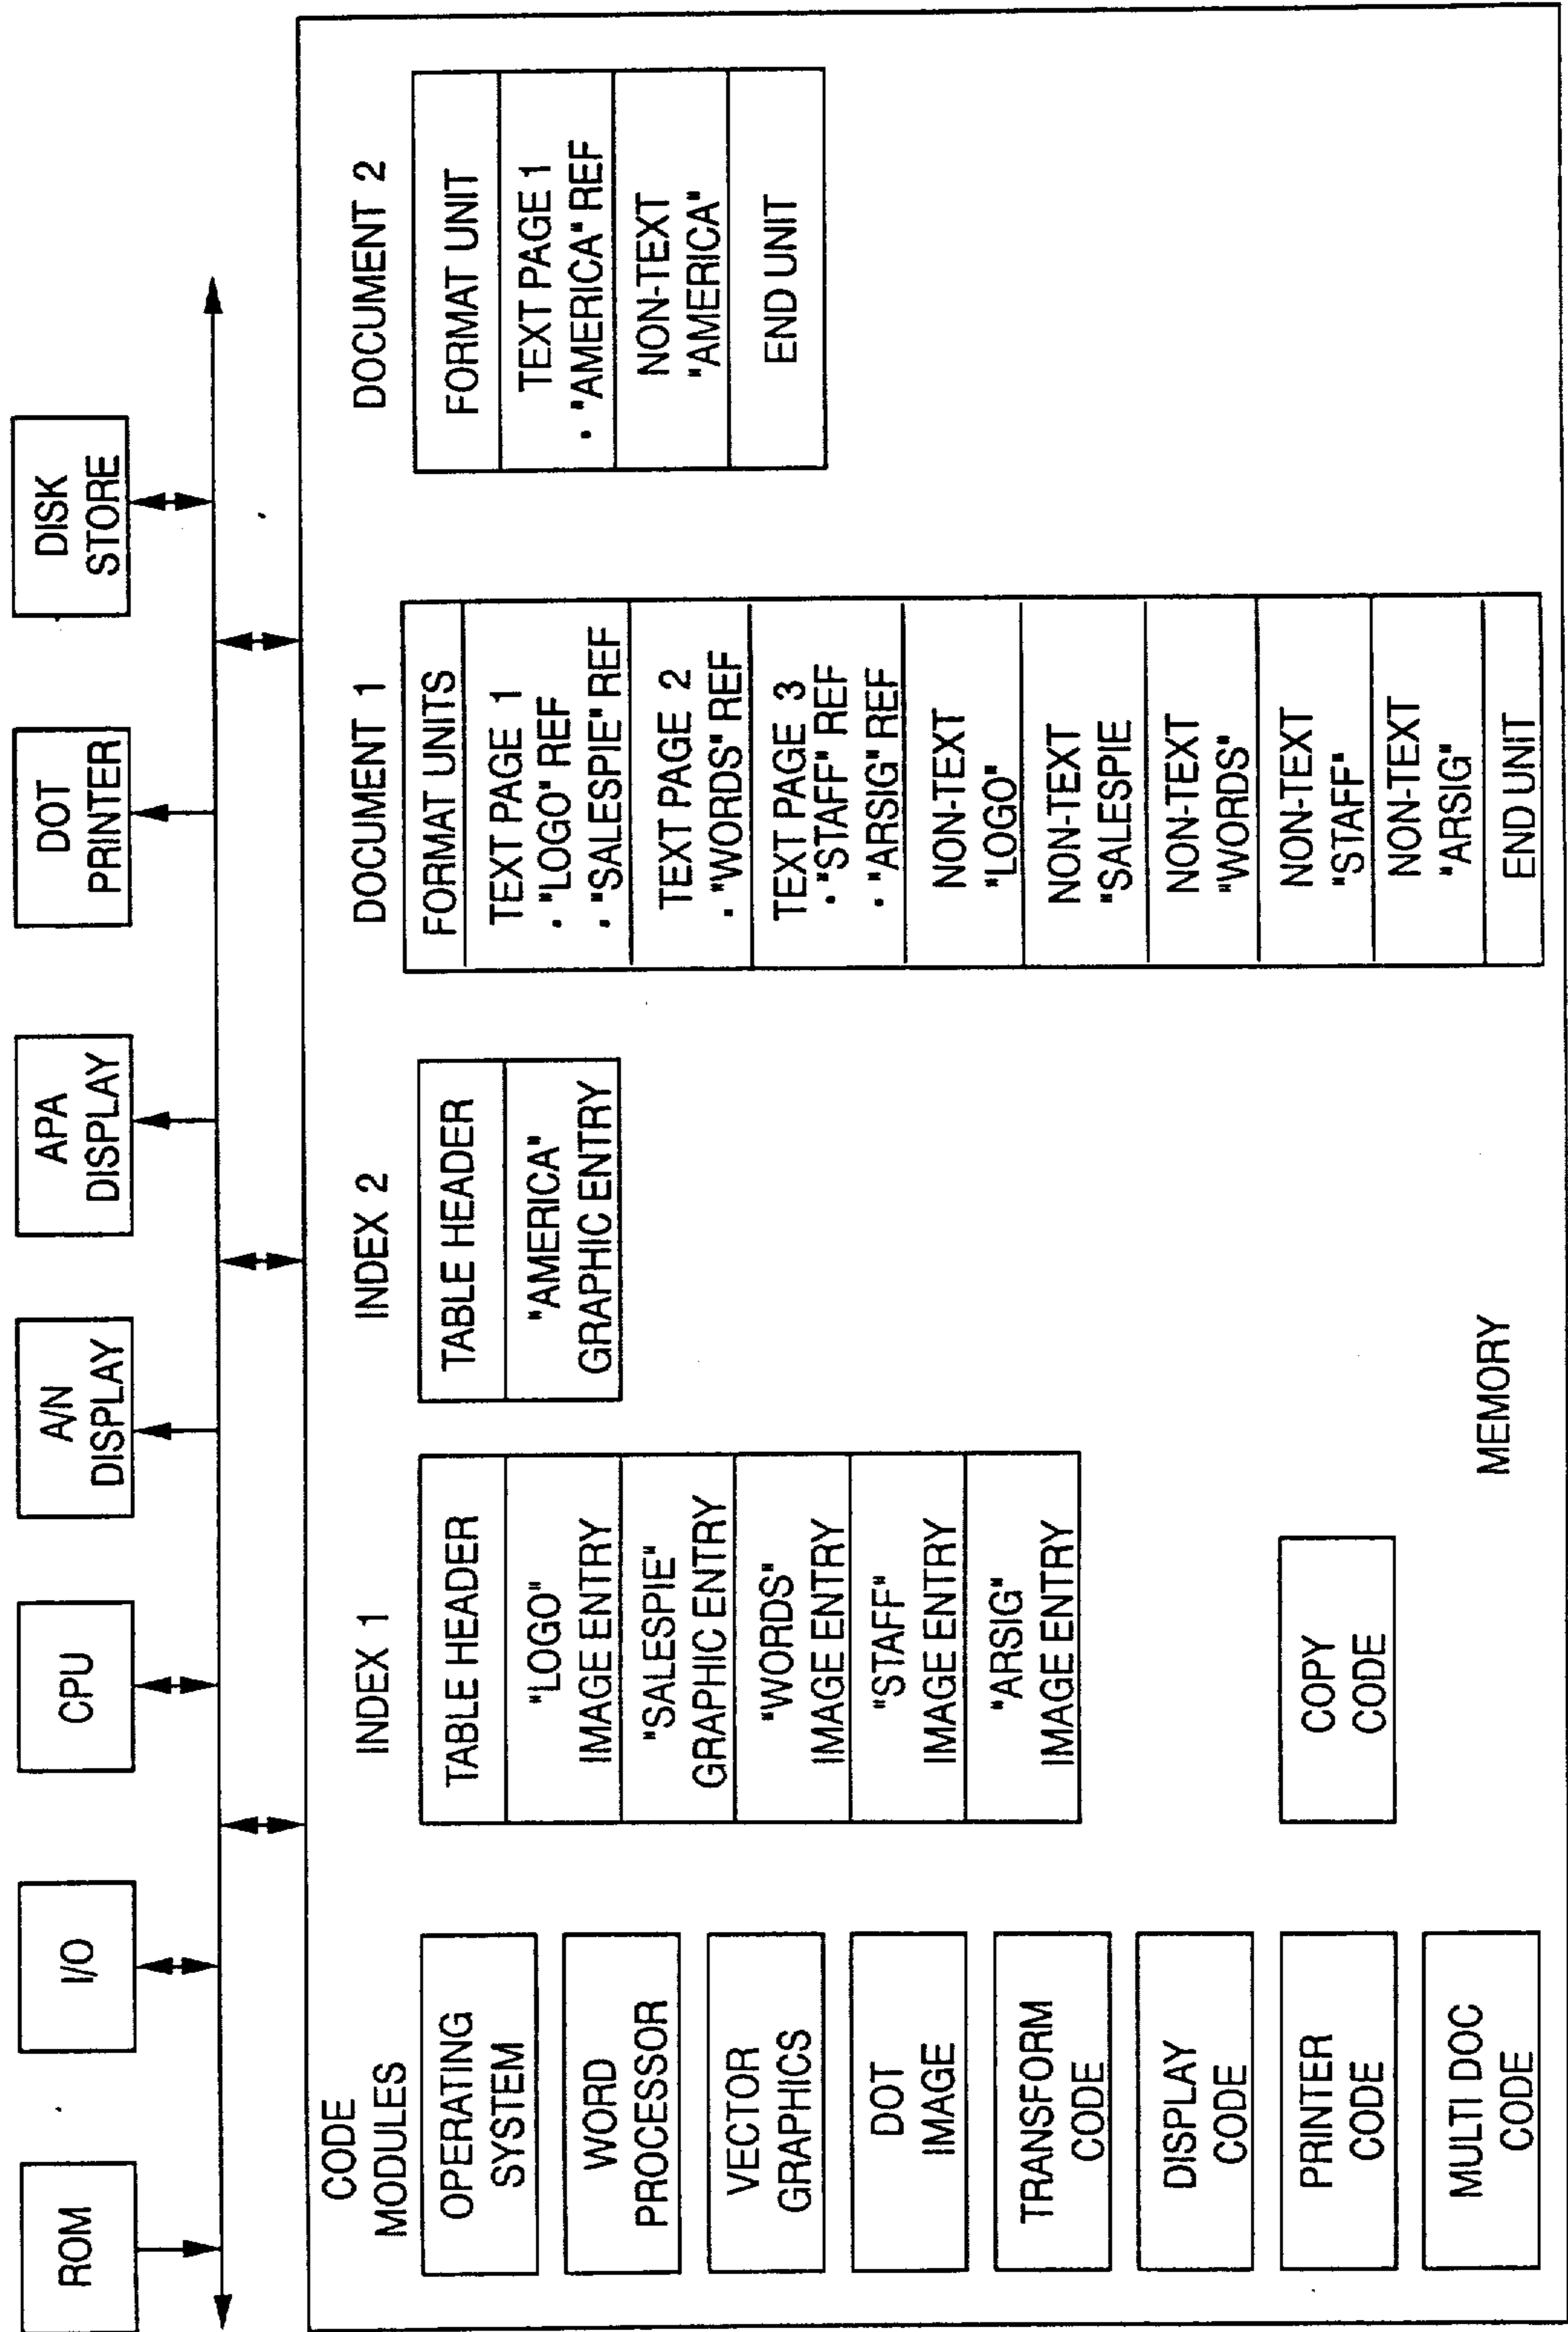 ROM
I/O
CPU
A/N
DISPLAY
APA
DISPLAY
DOT
PRINTER
DISK
STORE
CODE
MODULES
OPERATING
SYSTEM
WORD
PROCESSOR
VECTOR
GRAPHICS
DOT
IMAGE
TRANSFORM
CODE
DISPLAY
CODE
PRINTER
CODE
MULTI DOC
CODE
INDEX 1
TABLE HEADER
"LOGO"
IMAGE ENTRY
"SALESPIE"
GRAPHIC ENTRY
"WORDS"
IMAGE ENTRY
"STAFF"
IMAGE ENTRY
"ARSIG"
IMAGE ENTRY
COPY
CODE
INDEX 2
TABLE HEADER
"AMERICA"
GRAPHIC ENTRY
MEMORY
DOCUMENT 1
FORMAT UNITS
TEXT PAGE 1
• "LOGO" REF
• "SALESPIE" REF
TEXT PAGE 2
• "WORDS" REF
TEXT PAGE 3
• "STAFF" REF
• "ARSIG" REF
NON-TEXT
"LOGO"
NON-TEXT
"SALESPIE
NON-TEXT
"WORDS"
NON-TEXT
"STAFF"
NON-TEXT
"ARSIG"
END UNIT
DOCUMENT 2
FORMAT UNIT
TEXT PAGE 1
• "AMERICA" REF
NON-TEXT
"AMERICA"
END UNIT